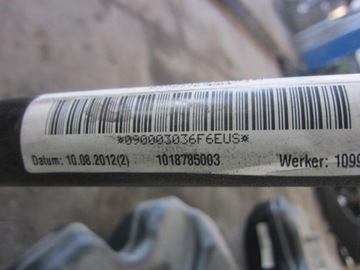 *090003036F6EUS*
Datum: 10.08.2012(2) 1018785003 Werker: 1099